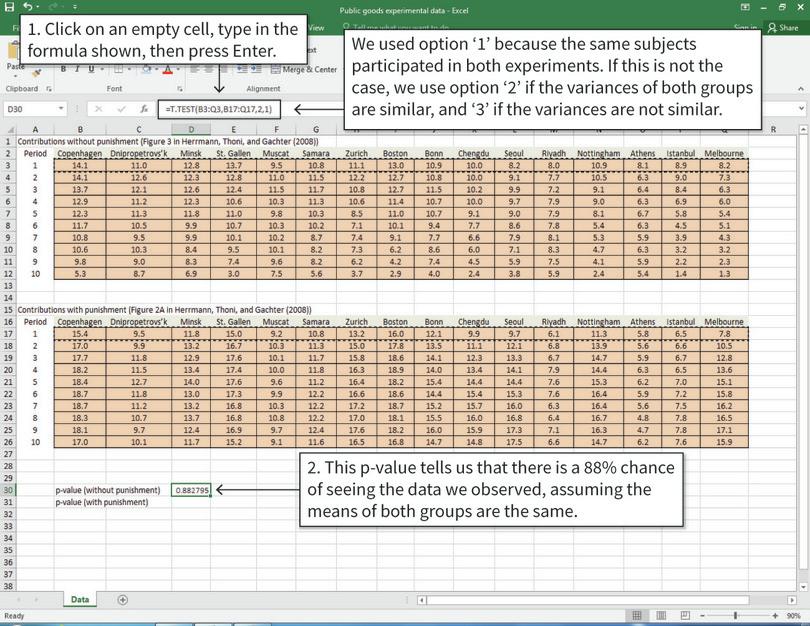 Public goods experimental data - Excel
1. Click on an empty cell, type in the
formula shown, then press Enter.
View
Tell me what you want to do
Sign in
Share
Paste
B I U
Merge & Center
Clipboard
Font
Alignment
We used option ‘1’ because the same subjects
participated in both experiments. If this is not the
case, we use option ‘2’ if the variances of both groups
are similar, and ‘3’ if the variances are not similar.
D30
fx
=T.TEST(B3:Q3,B17:Q17,2,1)
A B C D E F G Q R
1 Contributions without punishment (Figure 3 in Herrmann, Thoni, and Gachter (2008))
2 Period Copenhagen Dnipropetrovs'k Minsk St. Gallen Muscat Samara Zurich Boston Bonn Chengdu Seoul Riyadh Nottingham Athens Istanbul Melbourne
3 1 14.1 11.0 12.8 13.7 9.5 10.8 11.1 13.0 10.9 10.0 8.2 8.0 10.9 8.1 8.9 8.2
4 2 14.1 12.6 12.3 12.8 11.0 11.5 12.2 12.7 10.8 10.0 9.1 7.7 10.5 6.3 9.0 7.3
5 3 13.7 12.1 12.6 12.4 11.5 11.7 10.8 12.7 11.5 10.2 9.9 7.2 9.1 6.4 8.4 6.3
6 4 12.9 11.2 12.3 10.6 10.3 11.3 10.6 11.4 10.7 10.0 9.7 7.9 9.0 6.3 6.9 6.0
7 5 12.3 11.3 11.8 11.0 9.8 10.3 8.5 11.0 10.7 9.1 9.0 7.9 8.1 6.7 5.8 5.4
8 6 11.7 10.5 9.9 10.7 10.3 10.2 7.1 10.1 9.4 7.7 8.6 7.8 5.4 6.3 4.5 5.1
9 7 10.8 9.5 9.9 10.1 10.2 8.7 7.4 9.1 7.7 6.6 7.9 8.1 5.3 5.9 3.9 4.3
10 8 10.6 10.3 8.4 9.5 10.1 8.2 7.3 6.2 8.6 6.0 7.1 8.3 4.7 6.3 3.2 3.2
11 9 9.8 9.0 8.3 7.4 9.6 8.2 6.2 4.2 7.4 4.5 5.9 7.5 4.1 5.9 2.2 2.3
12 10 5.3 8.7 6.9 3.0 7.5 5.6 3.7 2.9 4.0 2.4 3.8 5.9 2.4 5.4 1.4 1.3
13
14
15 Contributions with punishment (Figure 2A in Herrmann, Thoni, and Gachter (2008))
16 Period Copenhagen Dnipropetrovs'k Minsk St. Gallen Muscat Samara Zurich Boston Bonn Chengdu Seoul Riyadh Nottingham Athens Istanbul Melbourne
17 1 15.4 9.5 11.8 15.0 9.2 10.8 13.2 16.0 12.1 9.9 9.7 6.1 11.3 5.8 6.5 7.8
18 2 17.0 9.9 13.2 16.7 10.3 11.3 15.0 17.8 13.5 11.1 12.1 6.8 13.9 5.6 6.6 10.5
19 3 17.7 11.8 12.9 17.6 10.1 11.7 15.8 18.6 14.1 12.3 13.3 6.7 14.7 5.9 6.7 12.8
20 4 18.2 11.5 13.4 17.4 10.0 11.8 16.3 18.9 14.0 13.4 14.1 7.9 14.4 6.3 6.5 13.6
21 5 18.4 12.7 14.0 17.6 9.6 11.2 16.4 18.2 15.4 14.4 14.4 7.6 15.3 6.2 7.0 15.1
22 6 18.7 11.8 13.0 17.3 9.9 12.2 16.6 18.6 14.4 15.4 14.5 7.6 16.4 5.9 7.2 15.8
23 7 18.7 11.2 13.2 16.8 10.3 12.2 17.2 18.7 15.2 15.7 16.0 6.3 16.4 5.6 7.5 16.2
24 8 18.3 10.7 13.7 16.8 10.8 12.2 17.0 18.1 15.5 16.0 16.8 6.4 16.7 4.8 7.8 16.5
25 9 18.1 9.7 12.4 16.9 9.7 12.4 17.6 18.2 16.0 15.9 17.3 7.1 16.3 4.7 7.8 17.1
26 10 17.0 10.1 11.7 15.2 9.1 11.6 16.5 16.8 14.7 14.8 17.5 6.6 14.7 6.2 7.6 15.9
27
28
29
30 p-value (without punishment) 0.882795
31 p-value (with punishment)
2. This p-value tells us that there is a 88% chance
of seeing the data we observed, assuming the
means of both groups are the same.
32
33
34
35
36
37
38
Data
Ready
90%